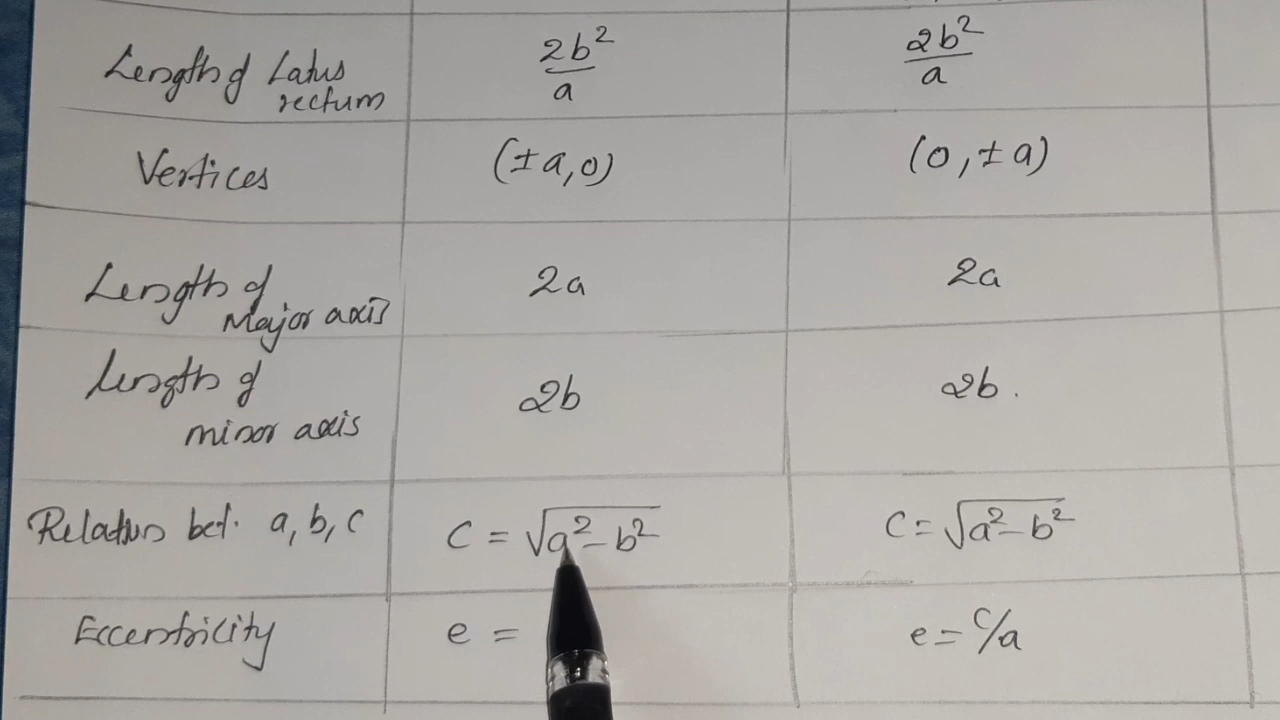 Length of Latus rectum 2b²/a 2b²/a
Vertices (±a,0) (0,±a)
Length of Major axis 2a 2a
Length of minor axis 2b 2b.
Relation bet. a, b, c c = √a²-b² c = √a²-b²
Eccentricity e = e = c/a